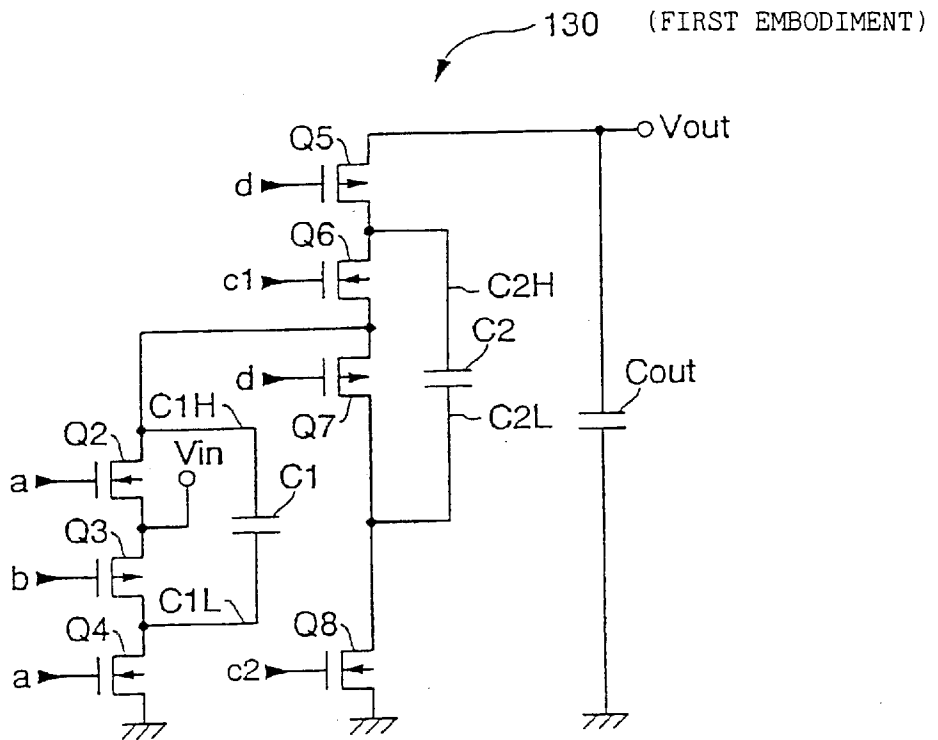 130 (FIRST EMBODIMENT)
Vout
Q5
d
Q6
c1
C2H
C2
d
Q7
C2L
Cout
C1H
Q2
Vin
a
C1
Q3
b
C1L
Q4
Q8
a
c2